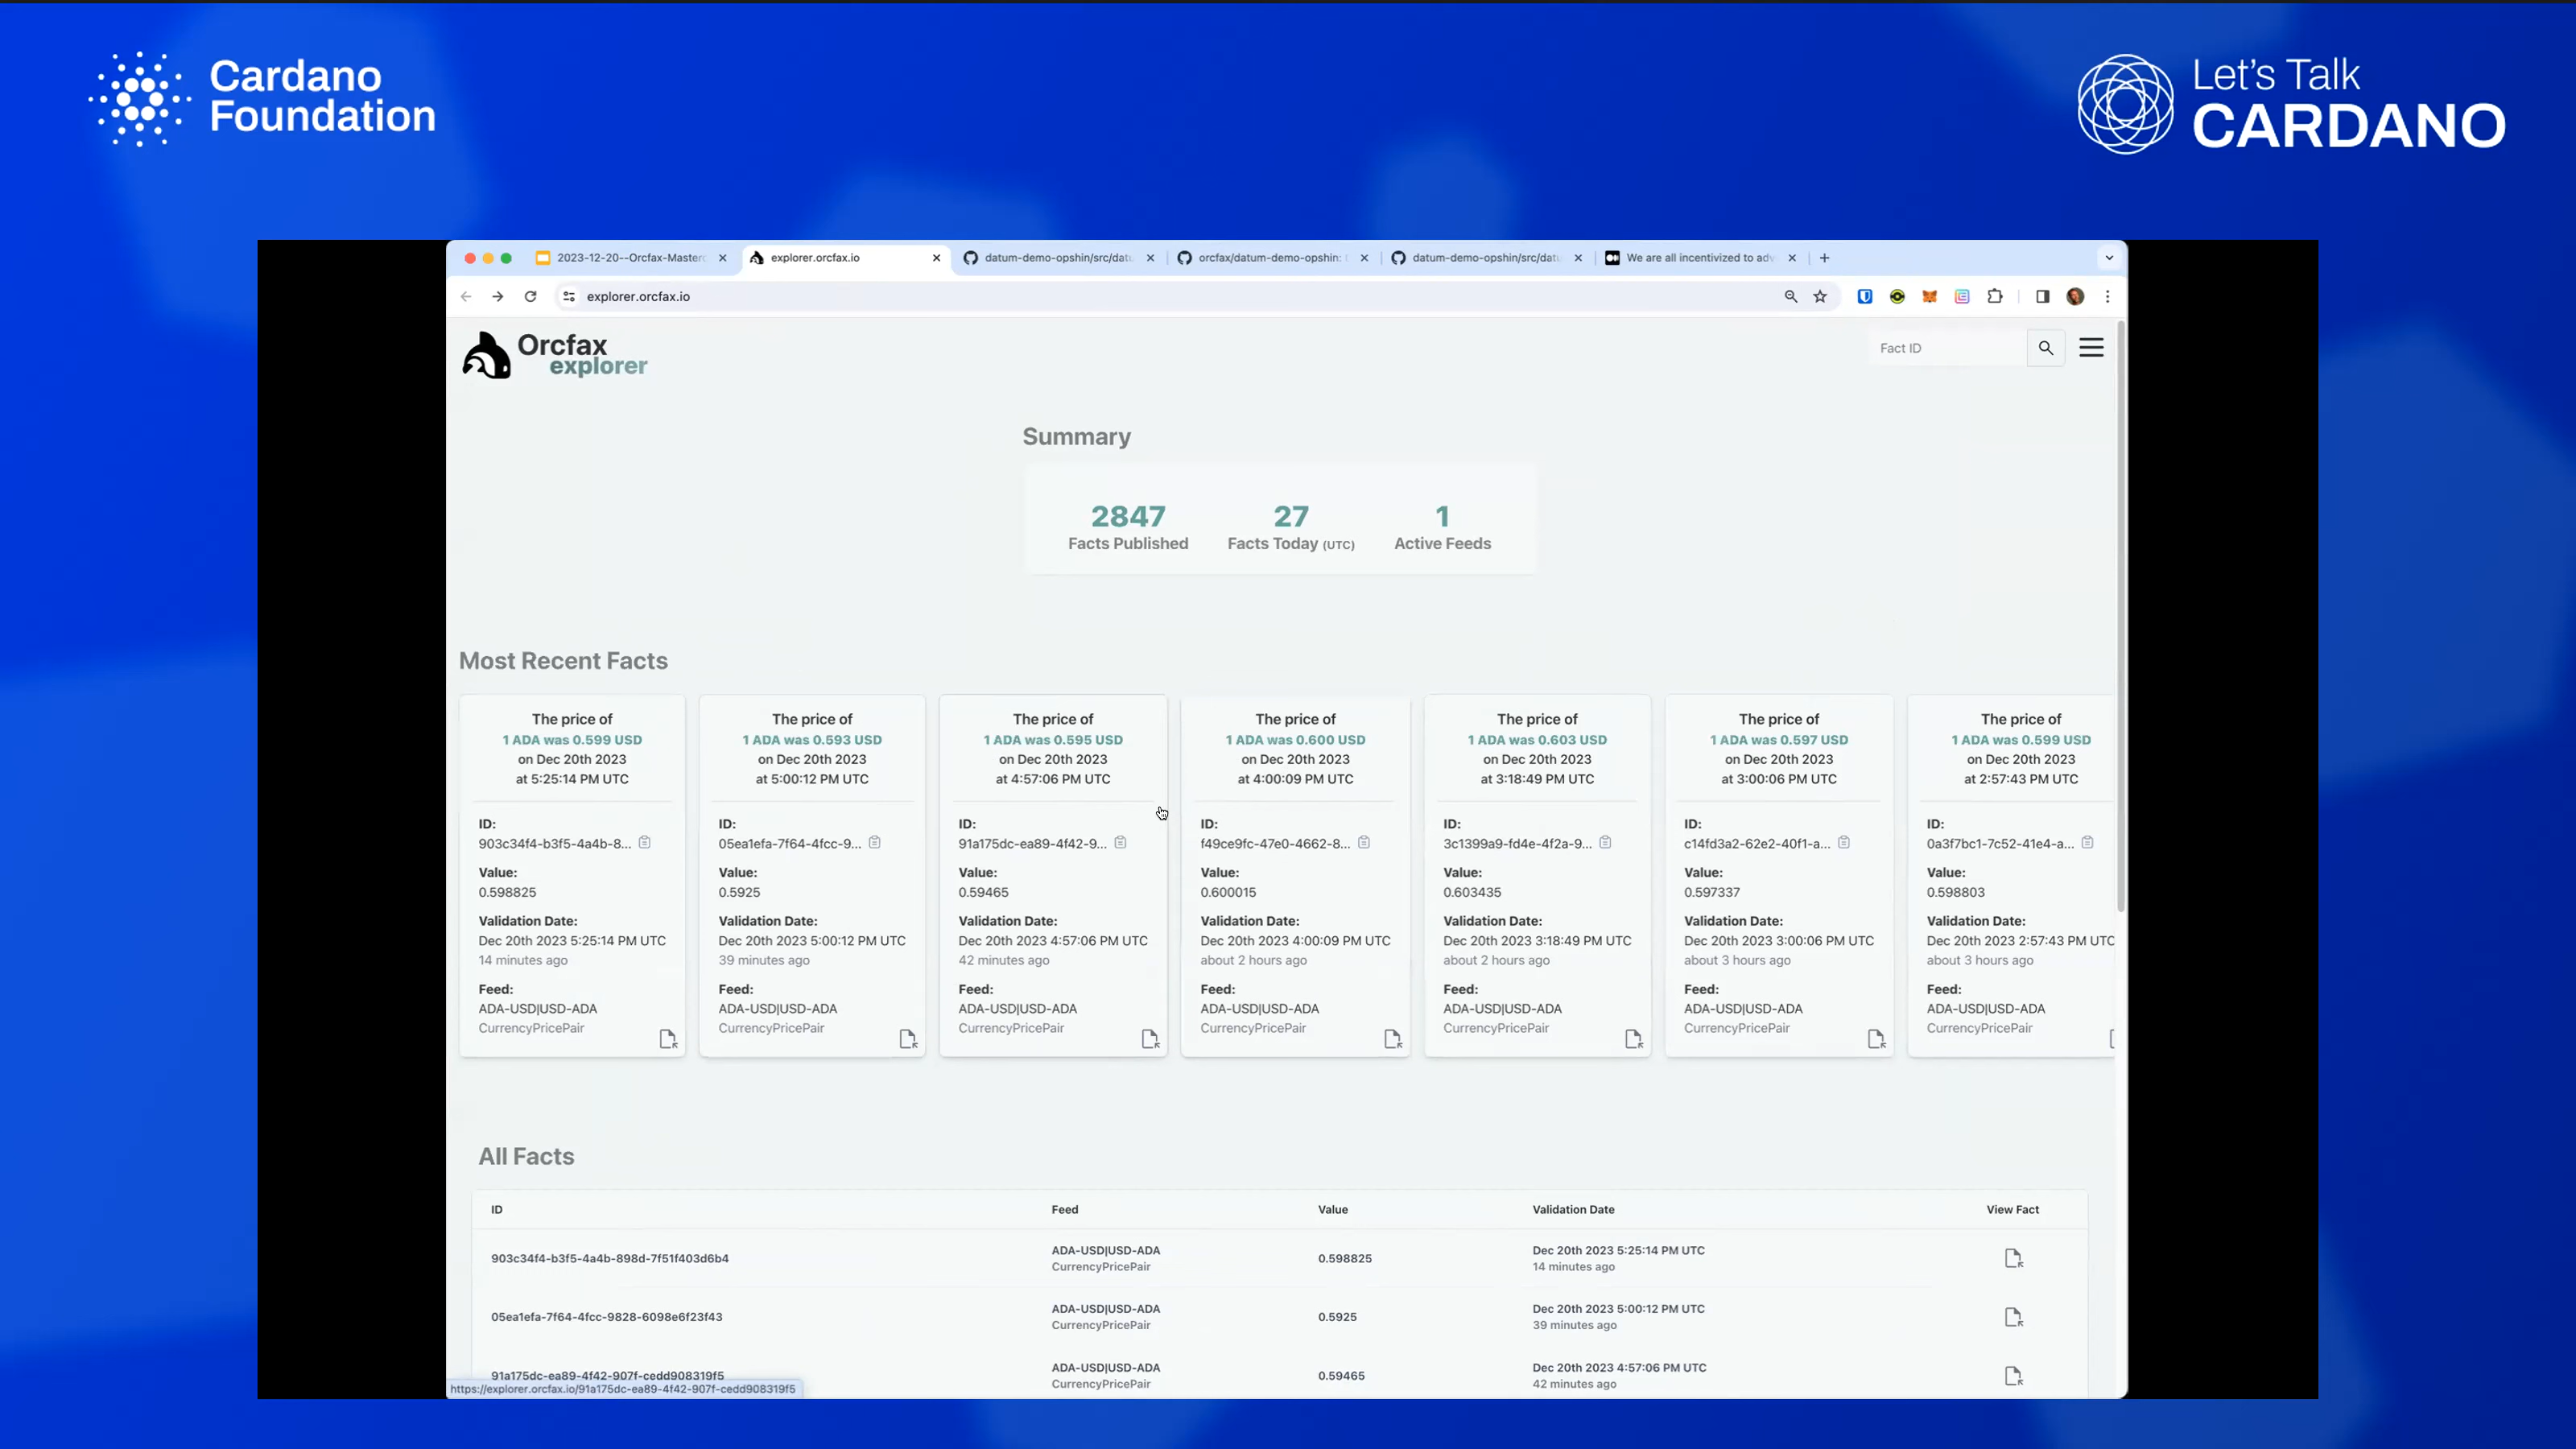 Cardano
Foundation
Let's Talk
CARDANO
2023-12-20--Orcfax-Masterc
explorer.orcfax.io
datum-demo-opshin/src/datu
orcfax/datum-demo-opshin:
datum-demo-opshin/src/datu
We are all incentivized to adv
explorer.orcfax.io
Orcfax
explorer
Fact ID
Summary
2847 27 1
Facts Published Facts Today (UTC) Active Feeds
Most Recent Facts
The price of
1 ADA was 0.599 USD
on Dec 20th 2023
at 5:25:14 PM UTC
ID:
903c34f4-b3f5-4a4b-8...
Value:
0.598825
Validation Date:
Dec 20th 2023 5:25:14 PM UTC
14 minutes ago
Feed:
ADA-USD|USD-ADA
CurrencyPricePair
The price of
1 ADA was 0.593 USD
on Dec 20th 2023
at 5:00:12 PM UTC
ID:
05ea1efa-7f64-4fcc-9...
Value:
0.5925
Validation Date:
Dec 20th 2023 5:00:12 PM UTC
39 minutes ago
Feed:
ADA-USD|USD-ADA
CurrencyPricePair
The price of
1 ADA was 0.595 USD
on Dec 20th 2023
at 4:57:06 PM UTC
ID:
91a175dc-ea89-4f42-9...
Value:
0.59465
Validation Date:
Dec 20th 2023 4:57:06 PM UTC
42 minutes ago
Feed:
ADA-USD|USD-ADA
CurrencyPricePair
The price of
1 ADA was 0.600 USD
on Dec 20th 2023
at 4:00:09 PM UTC
ID:
f49ce9fc-47e0-4662-8...
Value:
0.600015
Validation Date:
Dec 20th 2023 4:00:09 PM UTC
about 2 hours ago
Feed:
ADA-USD|USD-ADA
CurrencyPricePair
The price of
1 ADA was 0.603 USD
on Dec 20th 2023
at 3:18:49 PM UTC
ID:
3c1399a9-fd4e-4f2a-9...
Value:
0.603435
Validation Date:
Dec 20th 2023 3:18:49 PM UTC
about 2 hours ago
Feed:
ADA-USD|USD-ADA
CurrencyPricePair
The price of
1 ADA was 0.597 USD
on Dec 20th 2023
at 3:00:06 PM UTC
ID:
c14fd3a2-62e2-40f1-a...
Value:
0.597337
Validation Date:
Dec 20th 2023 3:00:06 PM UTC
about 3 hours ago
Feed:
ADA-USD|USD-ADA
CurrencyPricePair
The price of
1 ADA was 0.599 USD
on Dec 20th 2023
at 2:57:43 PM UTC
ID:
0a3f7bc1-7c52-41e4-a...
Value:
0.598803
Validation Date:
Dec 20th 2023 2:57:43 PM UTC
about 3 hours ago
Feed:
ADA-USD|USD-ADA
CurrencyPricePair
All Facts
ID Feed Value Validation Date View Fact
903c34f4-b3f5-4a4b-898d-7f51f403d6b4 ADA-USD|USD-ADA 0.598825 Dec 20th 2023 5:25:14 PM UTC
CurrencyPricePair 14 minutes ago
05ea1efa-7f64-4fcc-9828-6098e6f23f43 ADA-USD|USD-ADA 0.5925 Dec 20th 2023 5:00:12 PM UTC
CurrencyPricePair 39 minutes ago
91a175dc-ea89-4f42-907f-cedd908319f5 ADA-USD|USD-ADA 0.59465 Dec 20th 2023 4:57:06 PM UTC
CurrencyPricePair 42 minutes ago
https://explorer.orcfax.io/91a175dc-ea89-4f42-907f-cedd908319f5